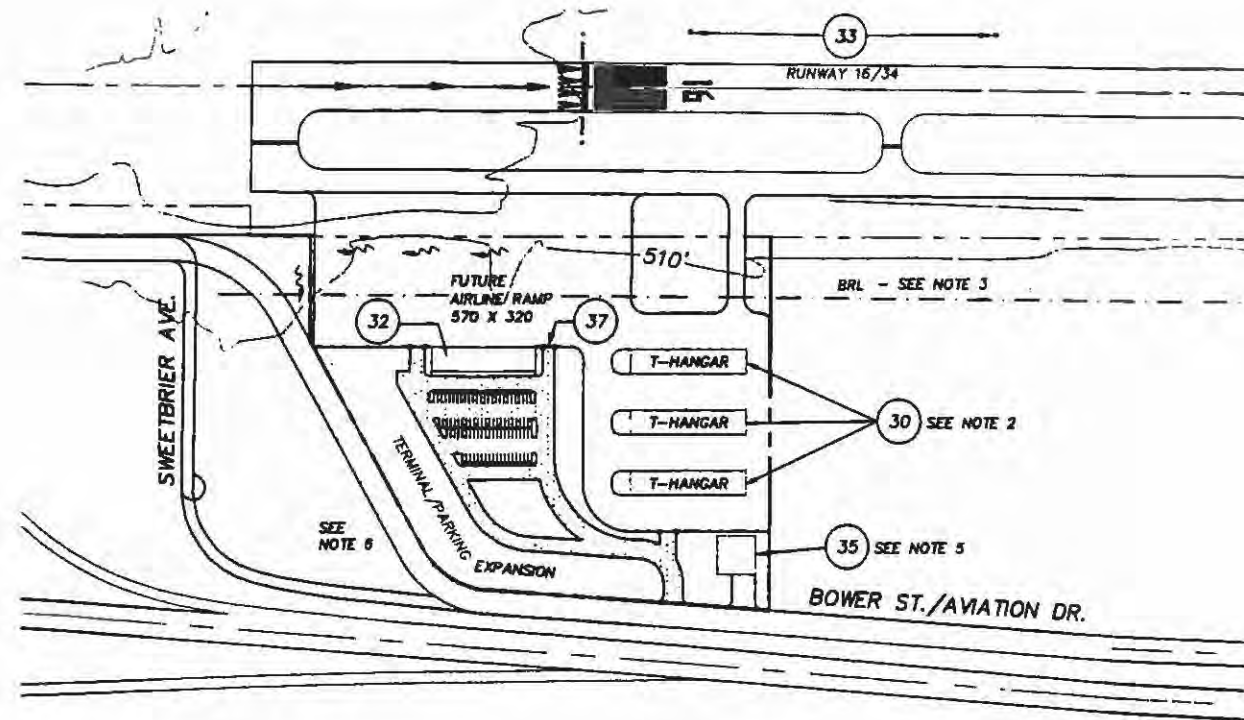 33
RUNWAY 16/34
16
510'
FUTURE
AIRLINE/RAMP
570 X 320
BRL - SEE NOTE 3
32
37
T-HANGAR
T-HANGAR
T-HANGAR
30 SEE NOTE 2
SWEETBRIER AVE.
TERMINAL/PARKING
EXPANSION
SEE
NOTE 6
35 SEE NOTE 5
BOWER ST./AVIATION DR.